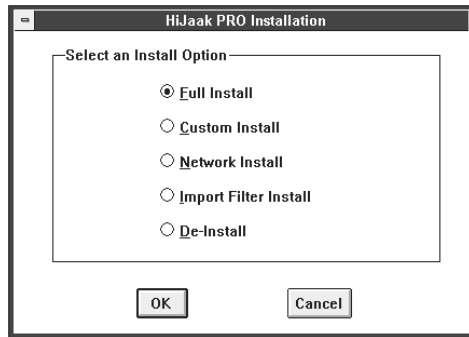 HiJaak PRO Installation
Select an Install Option
Full Install
Custom Install
Network Install
Import Filter Install
De-Install
OK Cancel